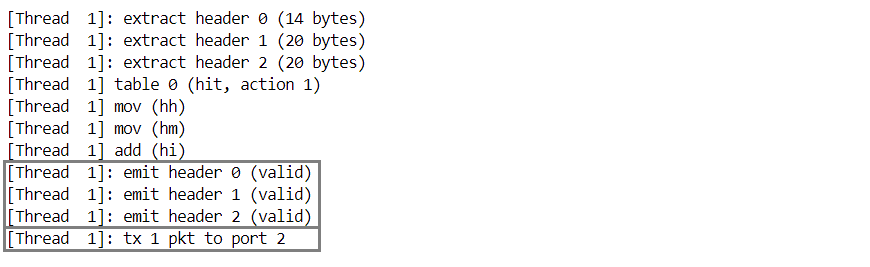 [Thread  1]: extract header 0 (14 bytes)
[Thread  1]: extract header 1 (20 bytes)
[Thread  1]: extract header 2 (20 bytes)
[Thread  1] table 0 (hit, action 1)
[Thread  1] mov (hh)
[Thread  1] mov (hm)
[Thread  1] add (hi)
[Thread  1]: emit header 0 (valid)
[Thread  1]: emit header 1 (valid)
[Thread  1]: emit header 2 (valid)
[Thread  1]: tx 1 pkt to port 2